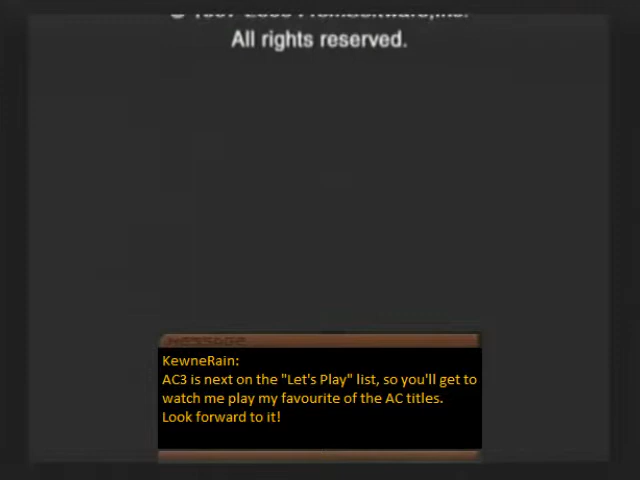 All rights reserved.
MESSAGE
KewneRain:
AC3 is next on the "Let's Play" list, so you'll get to
watch me play my favourite of the AC titles.
Look forward to it!